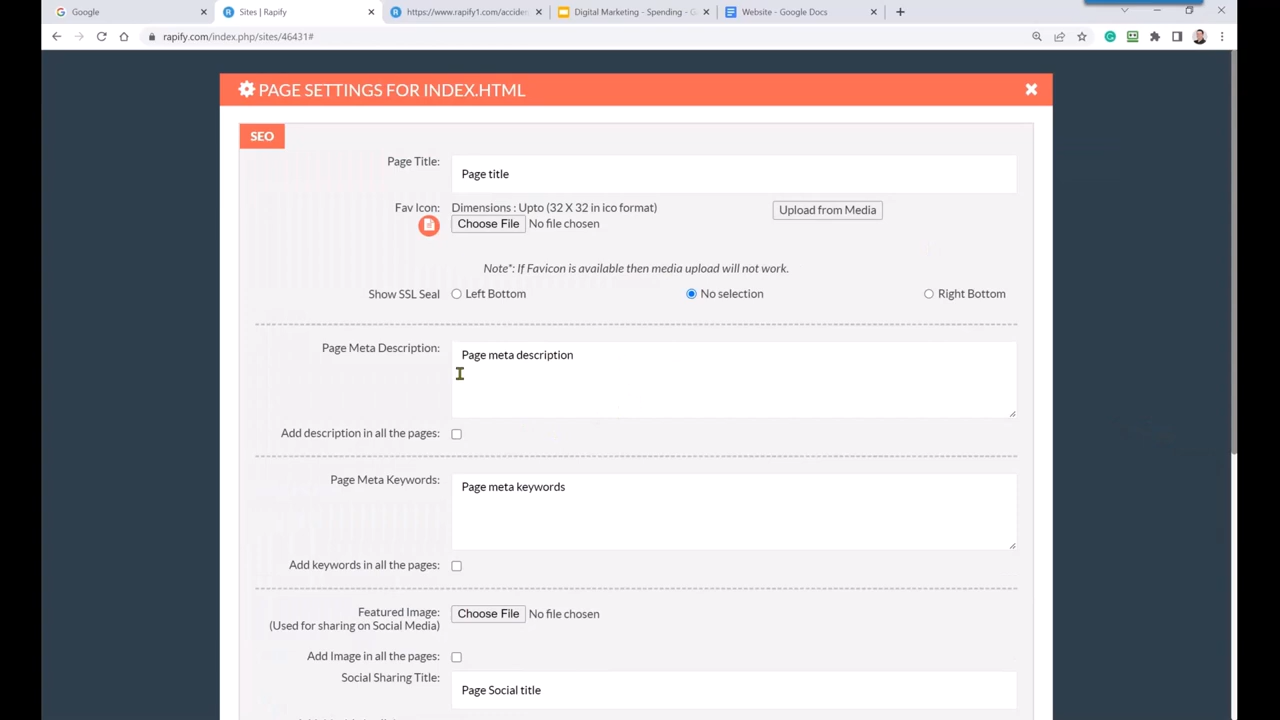 Google
Sites | Rapify
https://www.rapify1.com/acciden
Digital Marketing - Spending - G
Website - Google Docs
rapify.com/index.php/sites/46431#
PAGE SETTINGS FOR INDEX.HTML
SEO
Page Title:
Page title
Fav Icon:
Dimensions : Upto (32 X 32 in ico format)
Upload from Media
Choose File No file chosen
Note*: If Favicon is available then media upload will not work.
Show SSL Seal
Left Bottom
No selection
Right Bottom
Page Meta Description:
Page meta description
Add description in all the pages:
Page Meta Keywords:
Page meta keywords
Add keywords in all the pages:
Featured Image:
(Used for sharing on Social Media)
Choose File No file chosen
Add Image in all the pages:
Social Sharing Title:
Page Social title